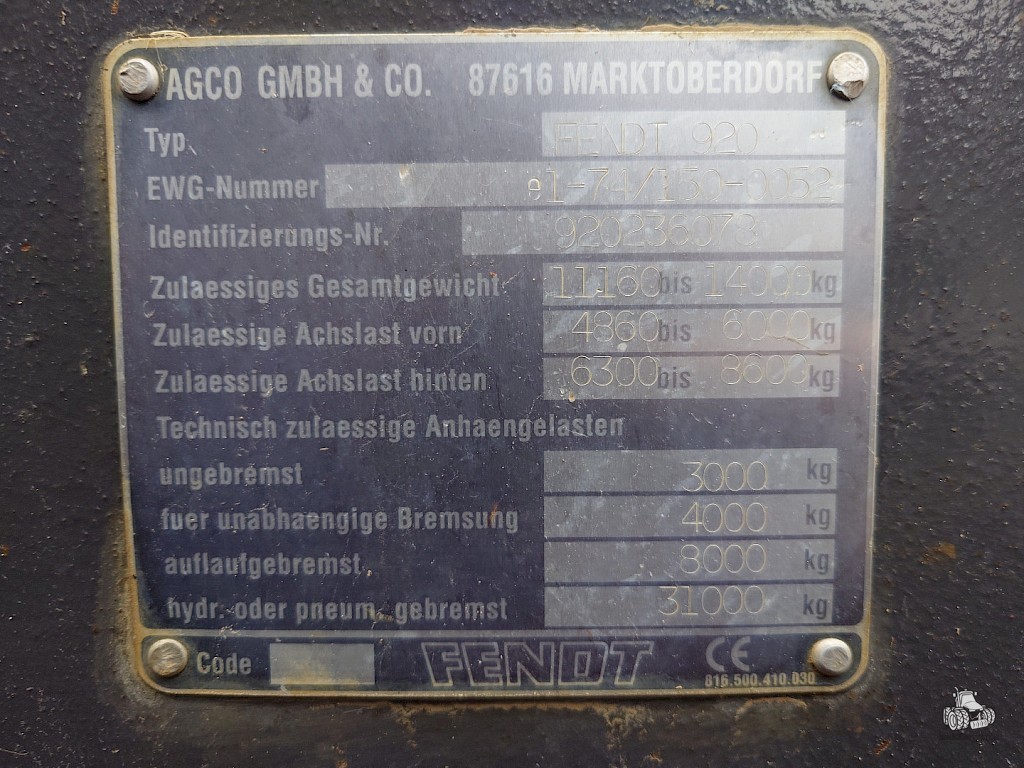 AGCO GMBH & CO. 87616 MARKTOBERDORF
Typ FENDT 920
EWG-Nummer e1-74/150-0052
Identifizierungs-Nr. 920236073
Zulaessiges Gesamtgewicht 11160 bis 14000 kg
Zulaessige Achslast vorn 4860 bis 6000 kg
Zulaessige Achslast hinten 6300 bis 8600 kg
Technisch zulaessige Anhaengelasten
ungebremst 3000 kg
fuer unabhaengige Bremsung 4000 kg
auflaufgebremst 8000 kg
hydr. oder pneum. gebremst 31000 kg
Code FENDT CE
816.500.410.030